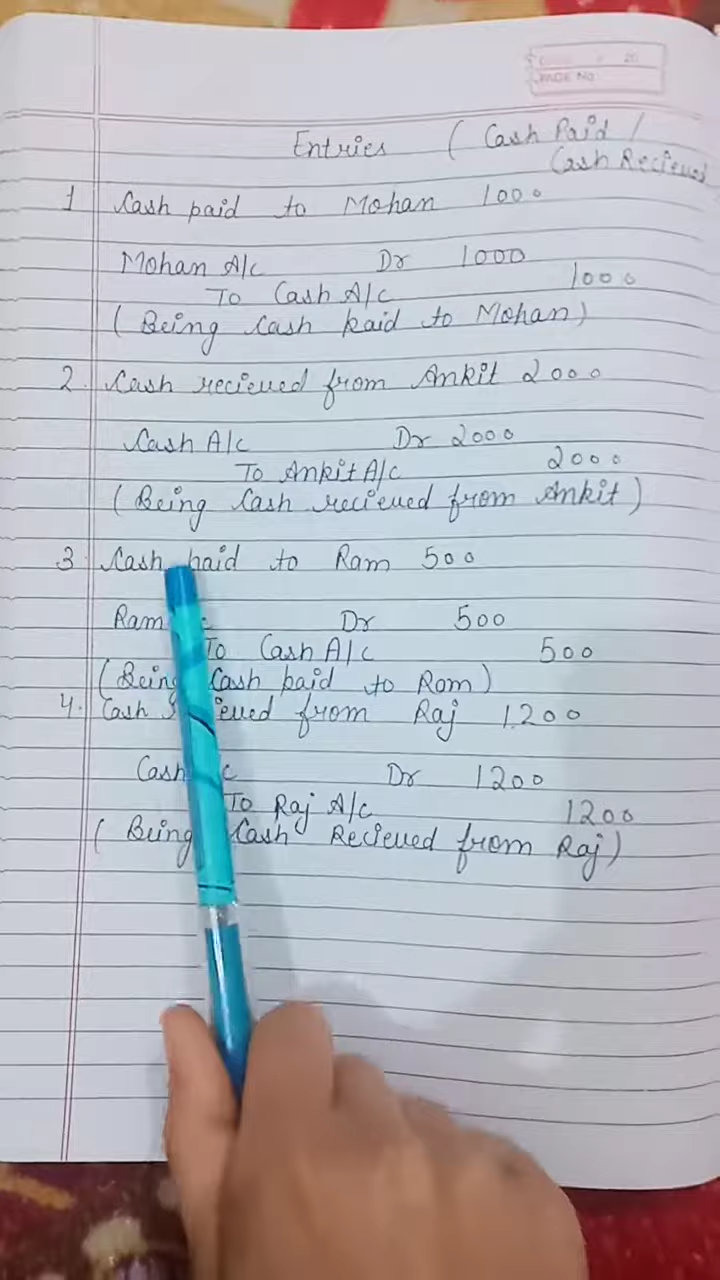 PAGE NO
Entries ( Cash Paid /
Cash Recieved
1 Cash paid to Mohan 1000
Mohan A/c Dr 1000
To Cash A/c 1000
( Being Cash paid to Mohan )
2. Cash recieved from Ankit 2000
Cash A/c Dr 2000
To Ankit A/c 2000
( Being Cash recieved from Ankit )
3. Cash paid to Ram 500
Ram Dr 500
To Cash A/c 500
( Being Cash paid to Ram )
4. Cash from Raj 1200
Cash Dr 1200
To Raj A/c 1200
( Being Cash Recieved from Raj )